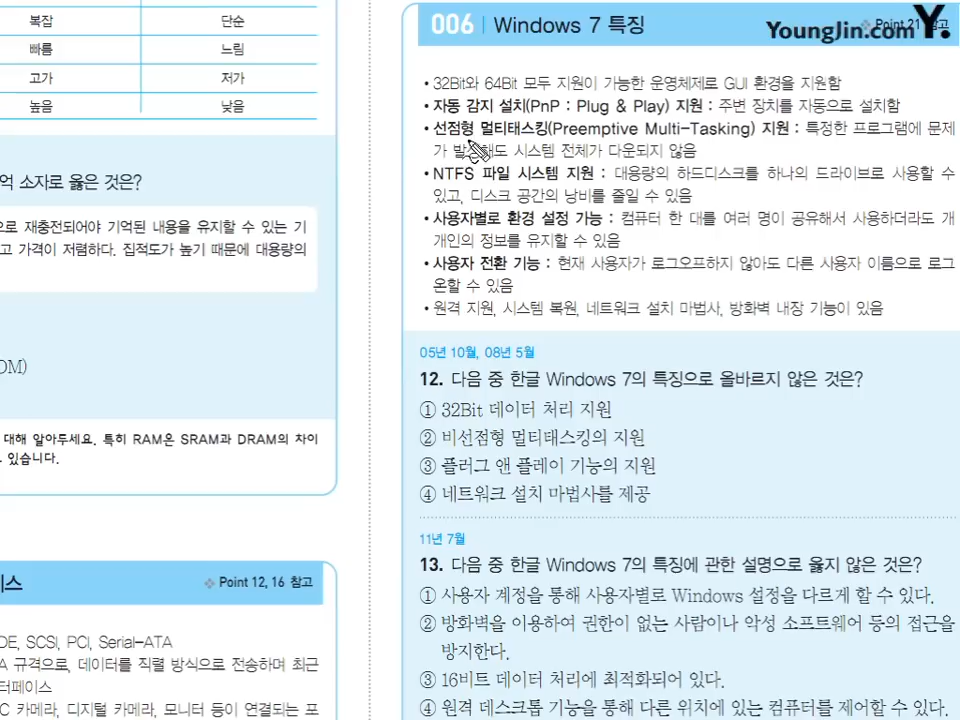 복잡 단순
빠름 느림
고가 저가
높음 낮음
억 소자로 옳은 것은?
으로 재충전되어야 기억된 내용을 유지할 수 있는 기
고 가격이 저렴하다. 집적도가 높기 때문에 대용량의
OM)
대해 알아두세요. 특히 RAM은 SRAM과 DRAM의 차이
있습니다.
이스 Point 12, 16 참고
DE, SCSI, PCI, Serial-ATA
A 규격으로, 데이터를 직렬 방식으로 전송하며 최근
터페이스
C 카메라, 디지털 카메라, 모니터 등이 연결되는 포
006 Windows 7 특징 Point 21 참고
YoungJin.com Y.
• 32Bit와 64Bit 모두 지원이 가능한 운영체제로 GUI 환경을 지원함
• 자동 감지 설치(PnP : Plug & Play) 지원 : 주변 장치를 자동으로 설치함
• 선점형 멀티태스킹(Preemptive Multi-Tasking) 지원 : 특정한 프로그램에 문제
가 발생해도 시스템 전체가 다운되지 않음
• NTFS 파일 시스템 지원 : 대용량의 하드디스크를 하나의 드라이브로 사용할 수
있고, 디스크 공간의 낭비를 줄일 수 있음
• 사용자별로 환경 설정 가능 : 컴퓨터 한 대를 여러 명이 공유해서 사용하더라도 개
개인의 정보를 유지할 수 있음
• 사용자 전환 기능 : 현재 사용자가 로그오프하지 않아도 다른 사용자 이름으로 로그
온할 수 있음
• 원격 지원, 시스템 복원, 네트워크 설치 마법사, 방화벽 내장 기능이 있음
05년 10월, 08년 5월
12. 다음 중 한글 Windows 7의 특징으로 올바르지 않은 것은?
① 32Bit 데이터 처리 지원
② 비선점형 멀티태스킹의 지원
③ 플러그 앤 플레이 기능의 지원
④ 네트워크 설치 마법사를 제공
11년 7월
13. 다음 중 한글 Windows 7의 특징에 관한 설명으로 옳지 않은 것은?
① 사용자 계정을 통해 사용자별로 Windows 설정을 다르게 할 수 있다.
② 방화벽을 이용하여 권한이 없는 사람이나 악성 소프트웨어 등의 접근을
방지한다.
③ 16비트 데이터 처리에 최적화되어 있다.
④ 원격 데스크톱 기능을 통해 다른 위치에 있는 컴퓨터를 제어할 수 있다.